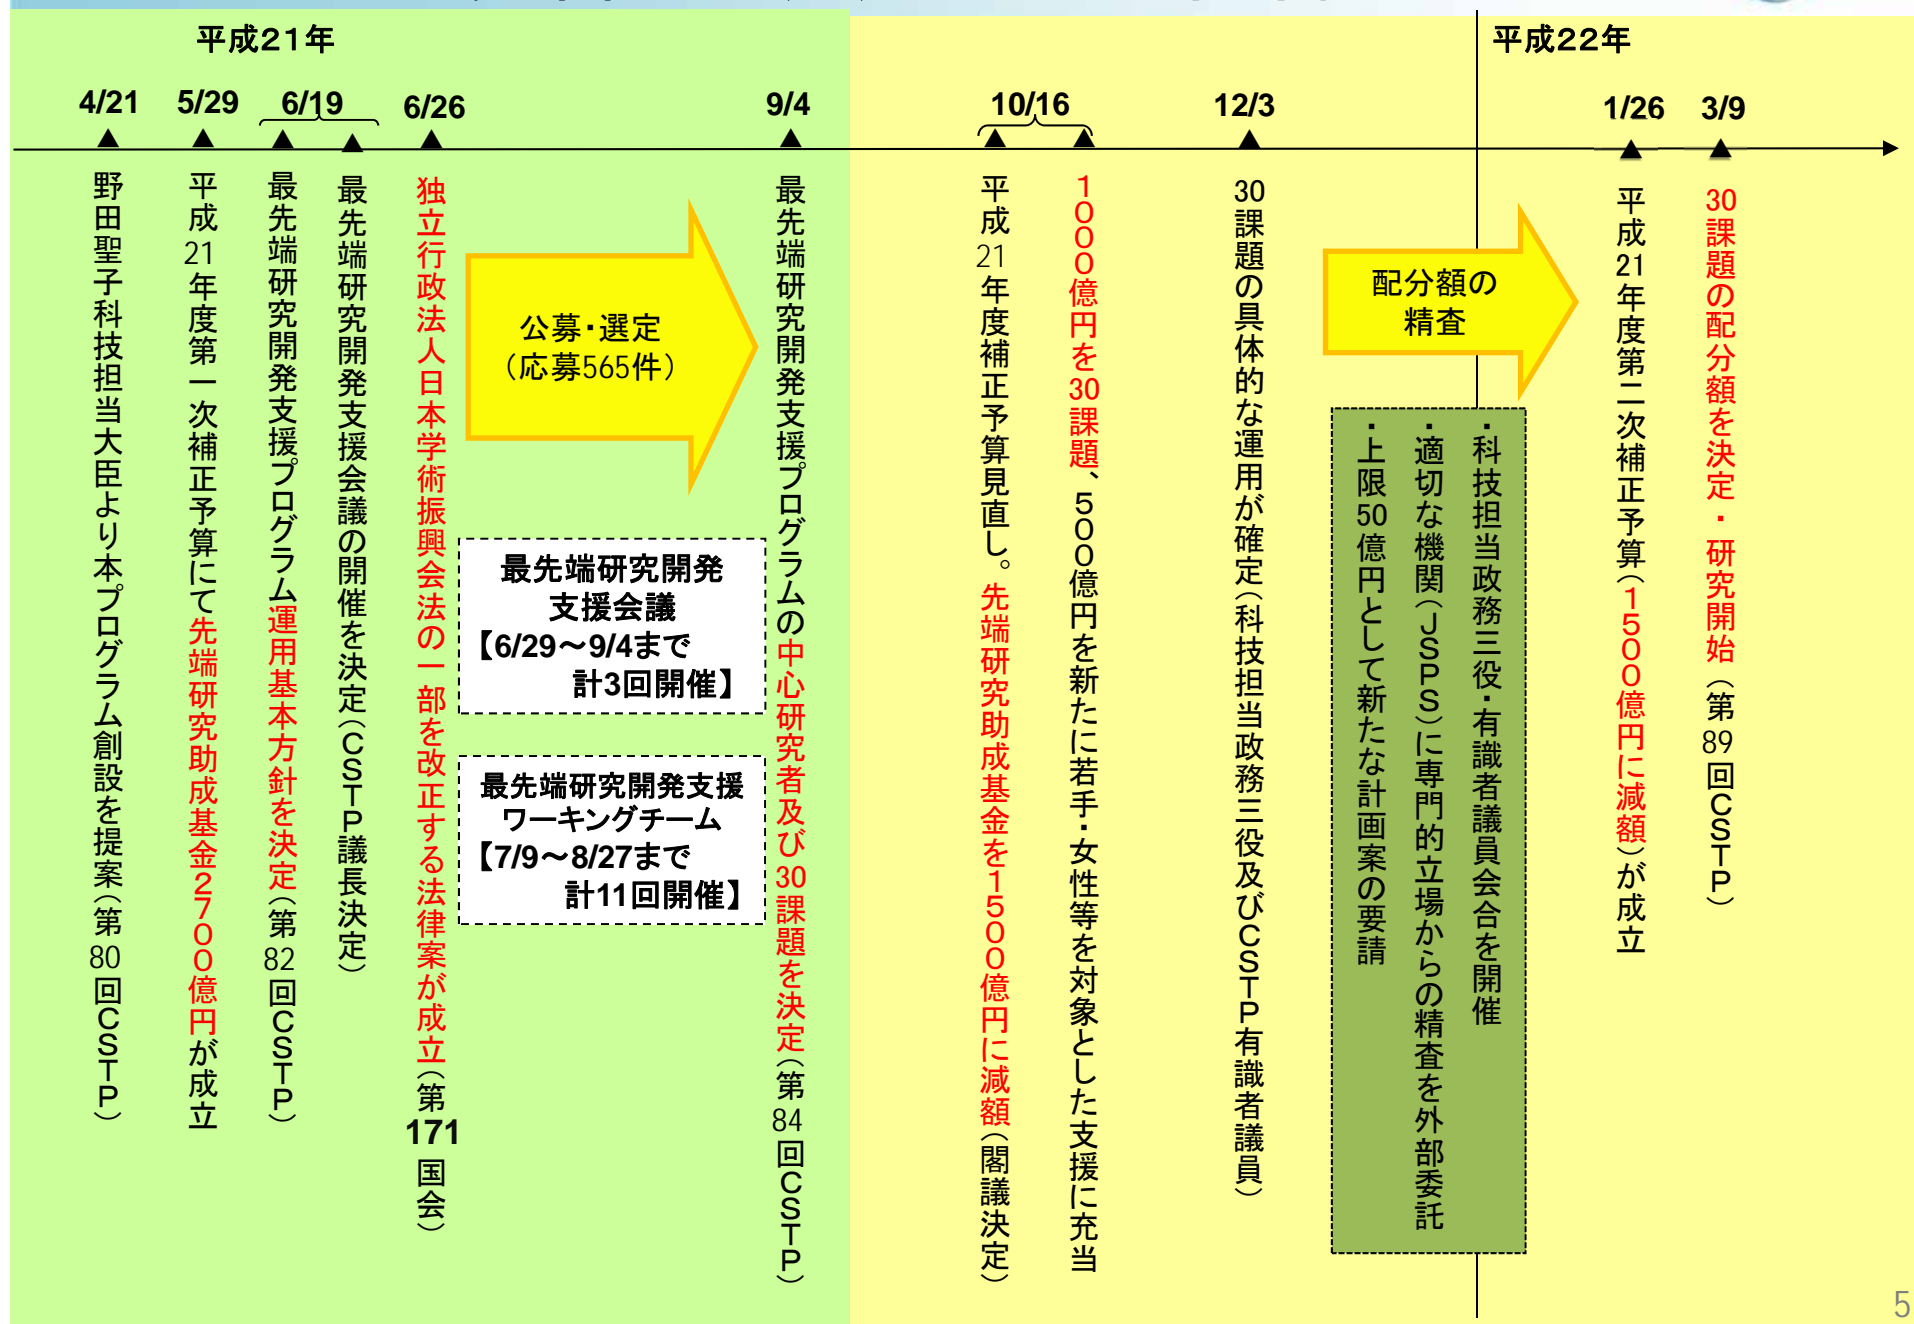 平成21年
平成22年
4/21
5/29
6/19
6/26
9/4
10/16
12/3
1/26
3/9
野田聖子科技担当大臣より本プログラム創設を提案(第80回CSTP)
平成21年度第一次補正予算にて先端研究助成基金2700億円が成立
最先端研究開発支援プログラム運用基本方針を決定(第82回CSTP)
最先端研究開発支援会議の開催を決定(CSTP議長決定)
独立行政法人日本学術振興会法の一部を改正する法律案が成立(第171国会)
公募・選定
(応募565件)
最先端研究開発
支援会議
【6/29～9/4まで
計3回開催】
最先端研究開発支援
ワーキングチーム
【7/9～8/27まで
計11回開催】
最先端研究開発支援プログラムの中心研究者及び30課題を決定(第84回CSTP)
平成21年度補正予算見直し。先端研究助成基金を1500億円に減額(閣議決定)
1000億円を30課題、500億円を新たに若手・女性等を対象とした支援に充当
30課題の具体的な運用が確定(科技担当政務三役及びCSTP有識者議員)
配分額の
精査
・科技担当政務三役・有識者議員会合を開催
・適切な機関(JSPS)に専門的立場からの精査を外部委託
・上限50億円として新たな計画案の要請
平成21年度第二次補正予算(1500億円に減額)が成立
30課題の配分額を決定・研究開始(第89回CSTP)
5